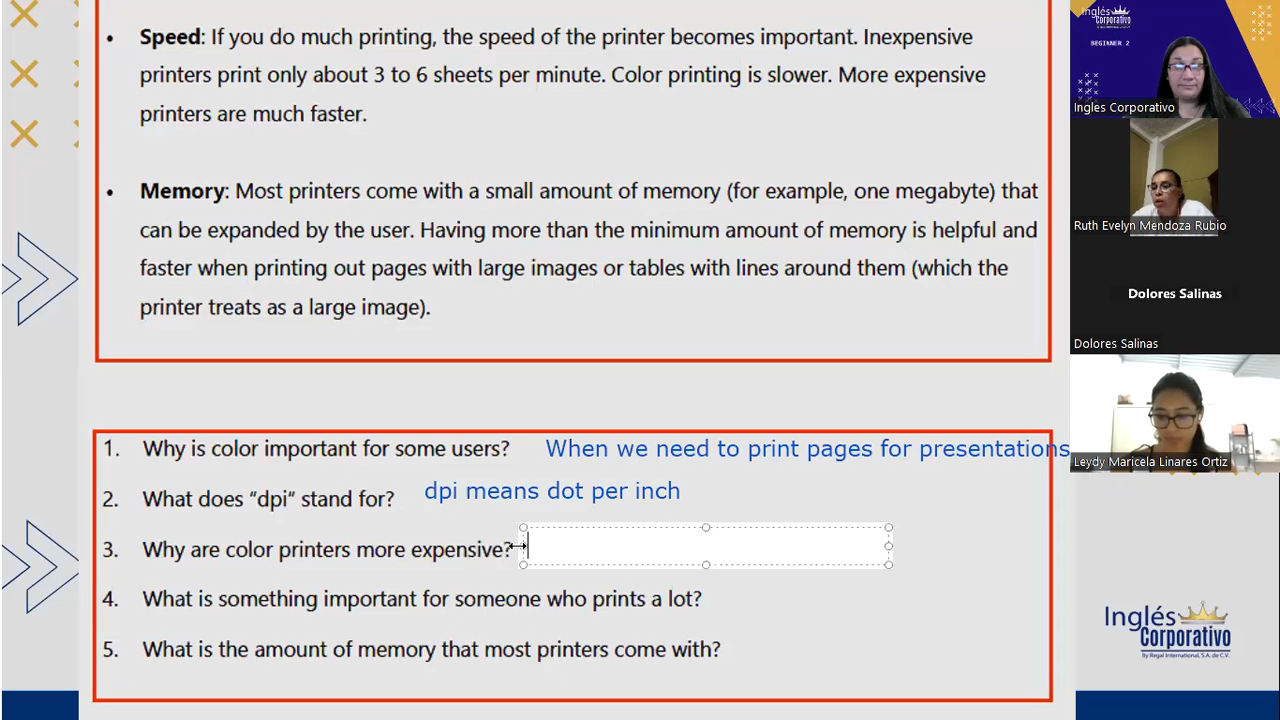 • Speed: If you do much printing, the speed of the printer becomes important. Inexpensive
printers print only about 3 to 6 sheets per minute. Color printing is slower. More expensive
printers are much faster.
• Memory: Most printers come with a small amount of memory (for example, one megabyte) that
can be expanded by the user. Having more than the minimum amount of memory is helpful and
faster when printing out pages with large images or tables with lines around them (which the
printer treats as a large image).
1. Why is color important for some users? When we need to print pages for presentations
2. What does “dpi“ stand for? dpi means dot per inch
3. Why are color printers more expensive?
4. What is something important for someone who prints a lot?
5. What is the amount of memory that most printers come with?
Inglés
Corporativo
BEGINNER 2
Ingles Corporativo
Ruth Evelyn Mendoza Rubio
Dolores Salinas
Dolores Salinas
Leydy Maricela Linares Ortiz
Inglés
Corporativo
by Regal International, S.A. de C.V.